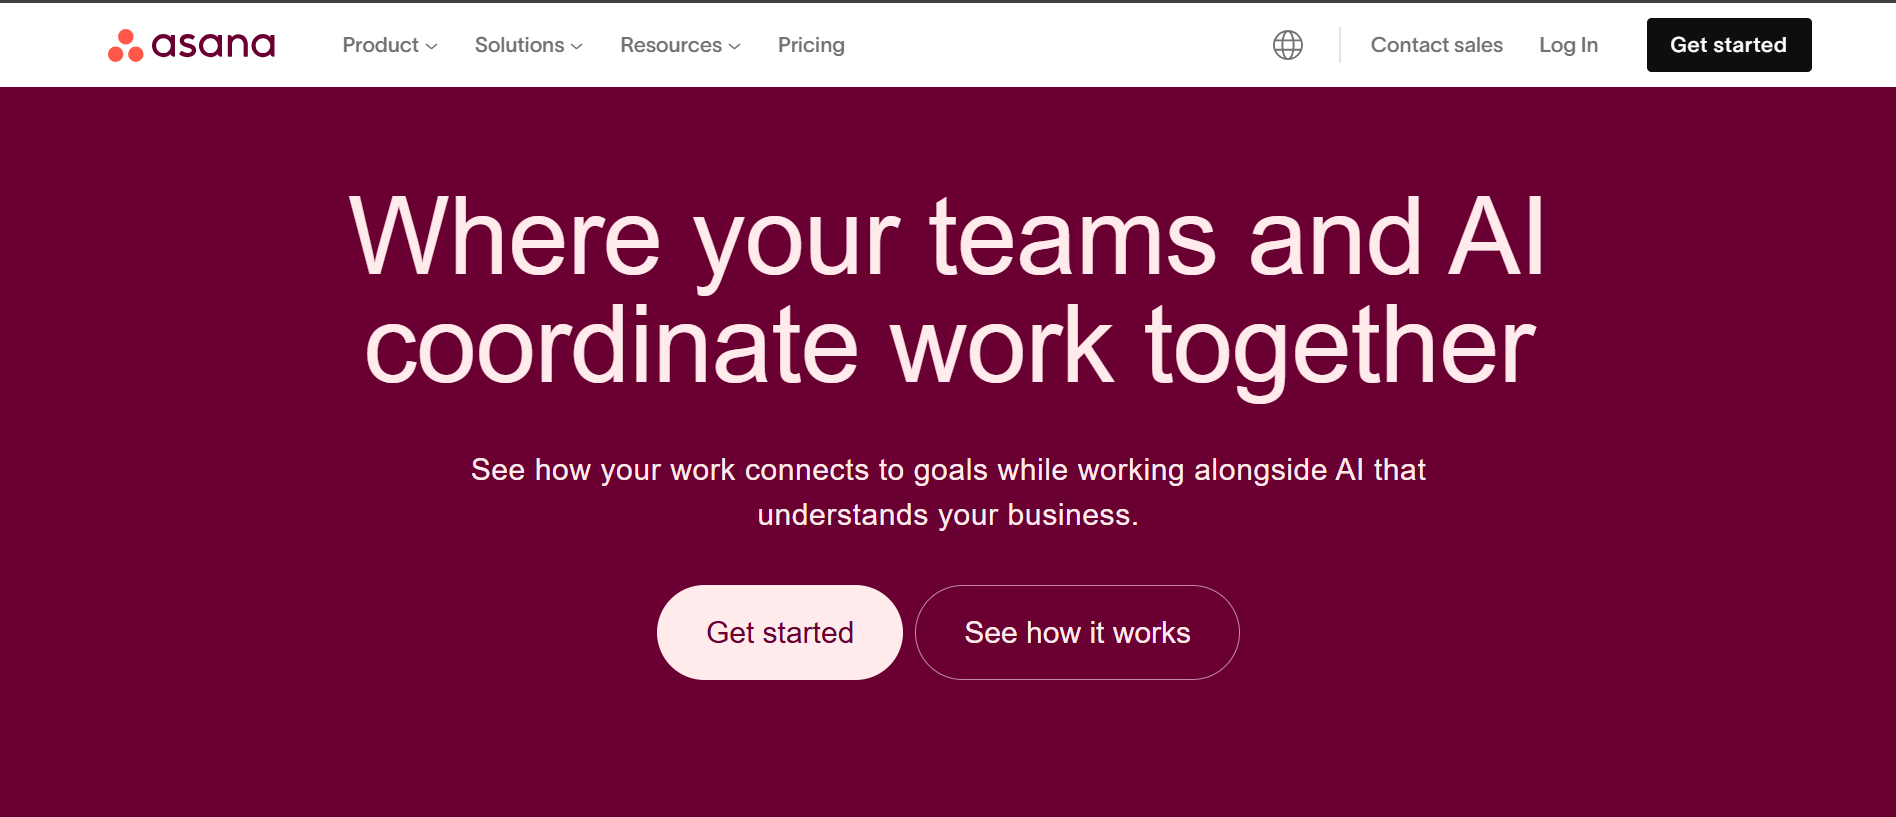 asana
Product
Solutions
Resources
Pricing
Contact sales
Log In
Get started
Where your teams and AI
coordinate work together
See how your work connects to goals while working alongside AI that
understands your business.
Get started
See how it works